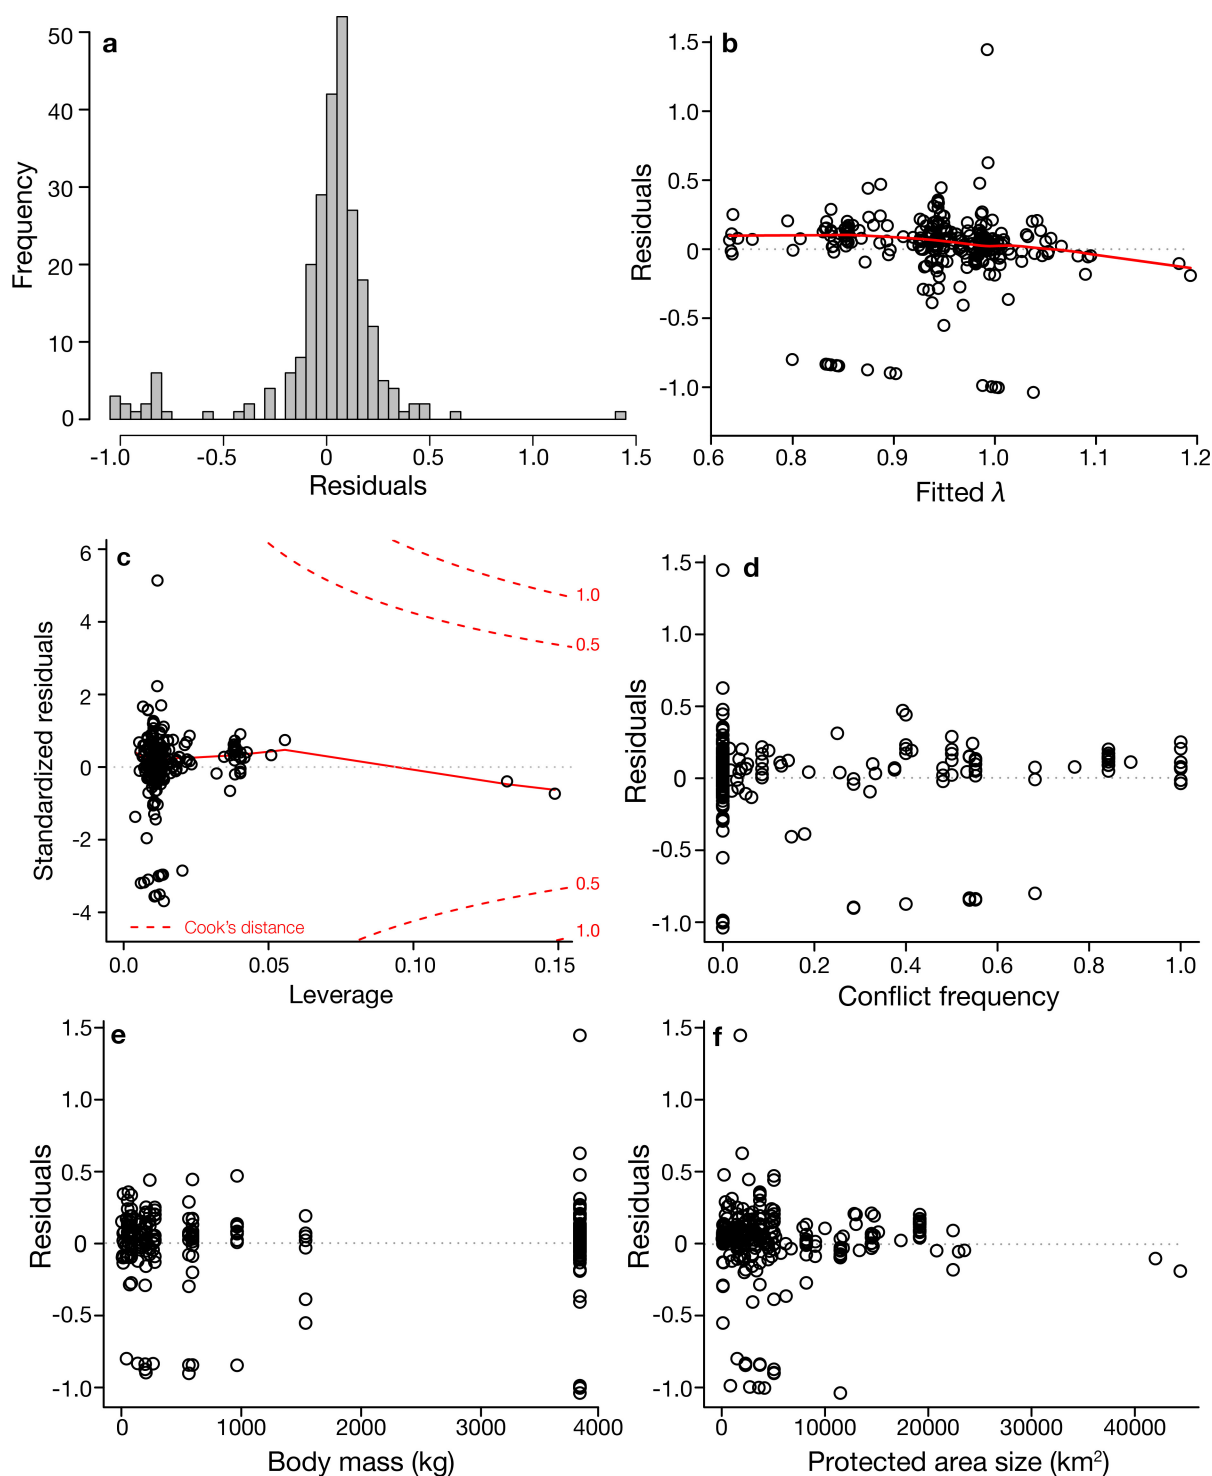 a
50
40
30
20
10
0
Frequency
-1.0 -0.5 0 0.5 1.0 1.5
Residuals
b
1.5
1.0
0.5
0
-0.5
-1.0
Residuals
0.6 0.8 0.9 1.0 1.1 1.2
Fitted λ
c
6
4
2
0
-2
-4
Standardized residuals
1.0
0.5
0.5
1.0
Cook's distance
0.0 0.05 0.10 0.15
Leverage
d
1.5
1.0
0.5
0
-0.5
-1.0
Residuals
0.0 0.2 0.4 0.6 0.8 1.0
Conflict frequency
e
1.5
1.0
0.5
0
-0.5
-1.0
Residuals
0 1000 2000 3000 4000
Body mass (kg)
f
1.5
1.0
0.5
0
-0.5
-1.0
Residuals
0 10000 20000 30000 40000
Protected area size (km²)